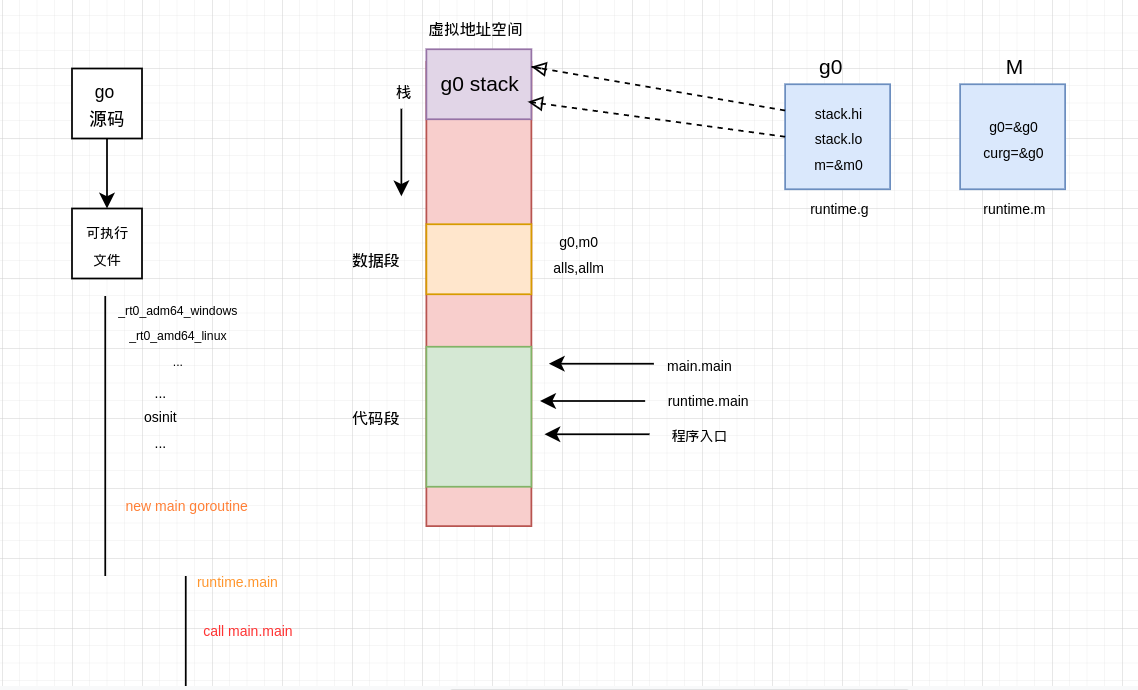 go
源码
可执行
文件
_rt0_adm64_windows
_rt0_amd64_linux
...
...
osinit
...
new main goroutine
runtime.main
call main.main
虚拟地址空间
g0 stack
栈
数据段
g0,m0
alls,allm
代码段
main.main
runtime.main
程序入口
g0
stack.hi
stack.lo
m=&m0
runtime.g
M
g0=&g0
curg=&g0
runtime.m